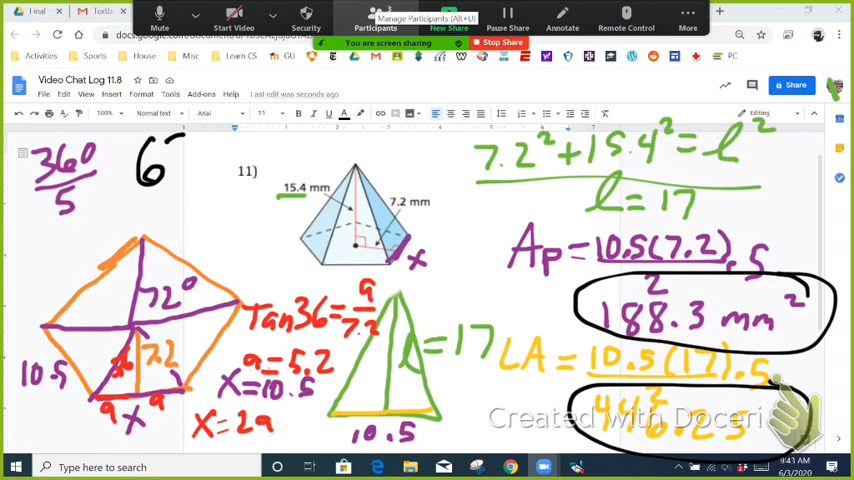 Final
Textb
Manage Participants (Alt+U)
Mute
Start Video
Security
Participants
3
New Share
Pause Share
Annotate
Remote Control
More
You are screen sharing
Stop Share
Activities
Mine
Learn CS
GU
PC
Video Chat Log 11.8
File Edit View Insert Format Tools Add-ons Help
Last edit was seconds ago
Share
100%
Normal text
Arial
11
Editing
360°
5
6
11)
15.4 mm
7.2 mm
x
7.2² + 15.4² = l²
l = 17
Ap = 10.5(7.2) . 5
2
188.3 mm²
72°
7.2
36
10.5
a a
x
Tan36 = a
7.2
a = 5.2
x = 10.5
x = 2a
l = 17
10.5
LA = 10.5(17) . 5
2
446.25
Created with Doceri
Type here to search
9:43 AM
6/3/2020